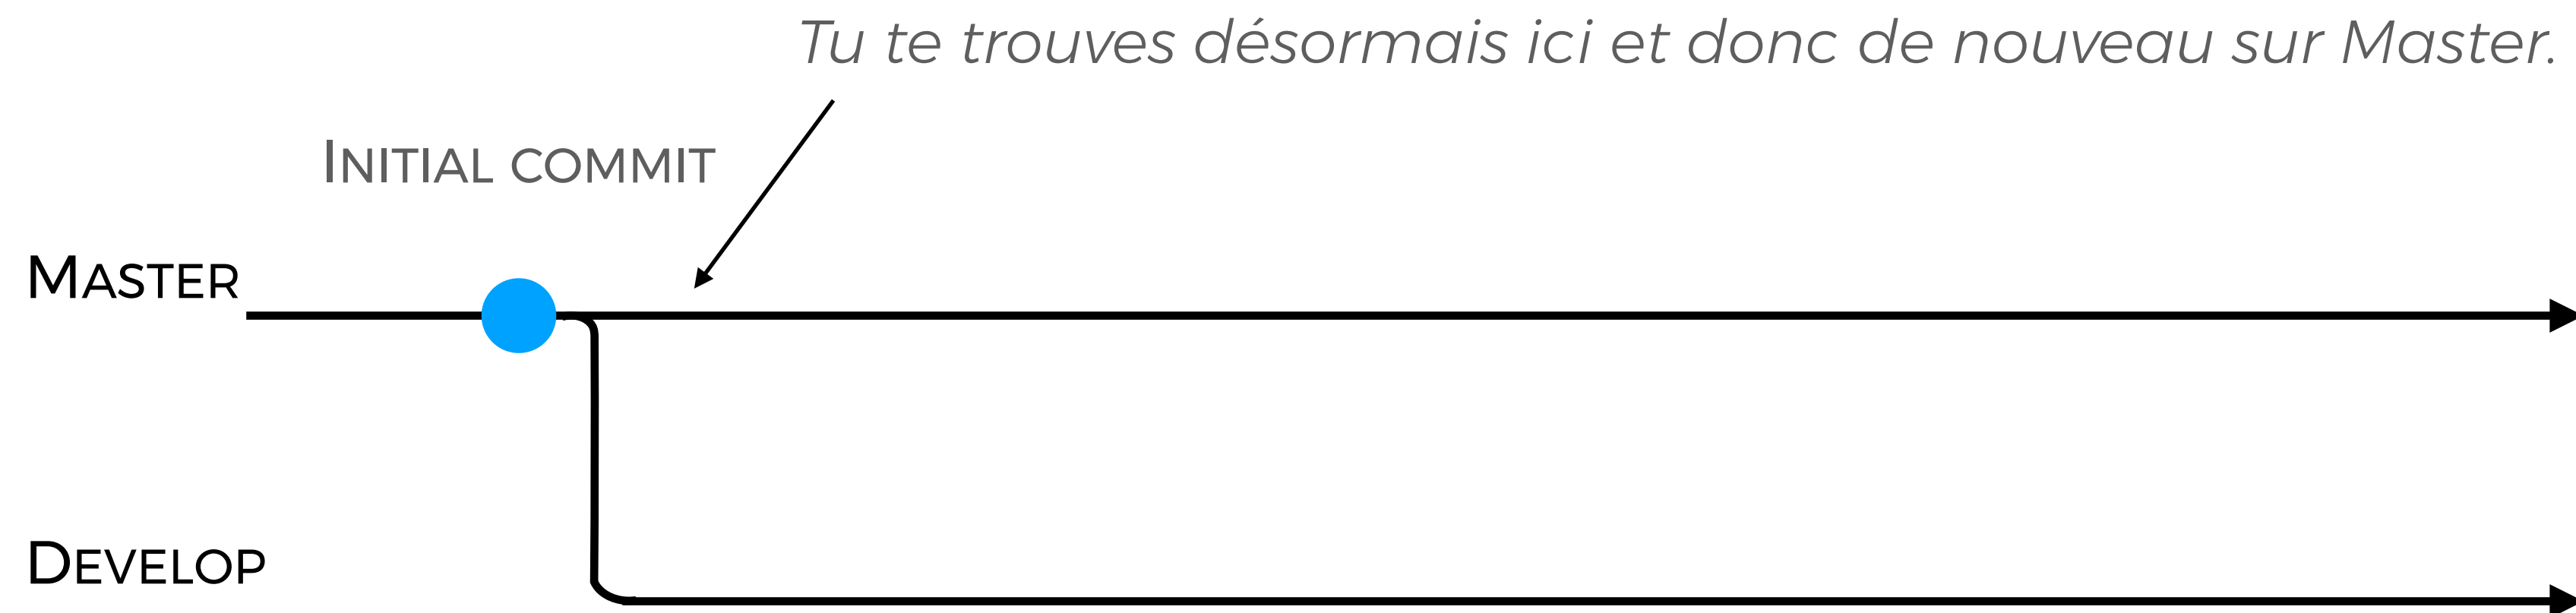 Tu te trouves désormais ici et donc de nouveau sur Master.
Initial commit
Master
Develop